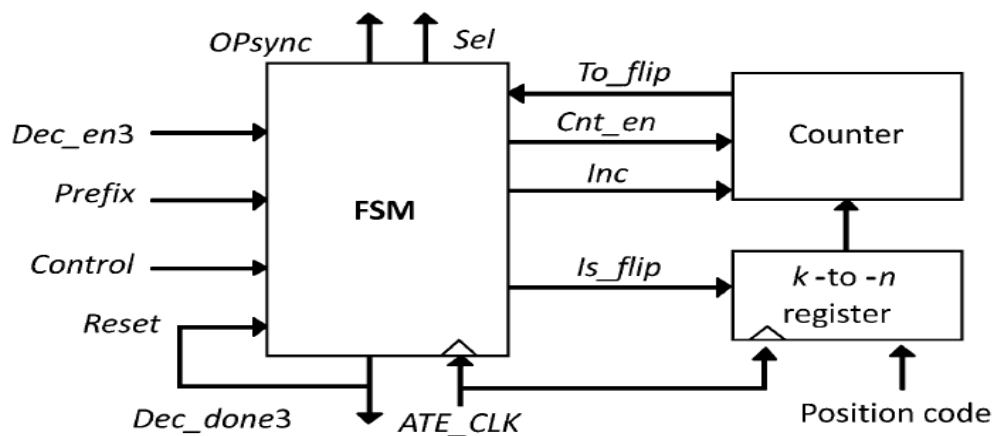 OPsync
Sel
Dec_en3
Prefix
Control
Reset
FSM
To_flip
Cnt_en
Inc
Is_flip
Counter
k -to -n
register
Dec_done3
ATE_CLK
Position code